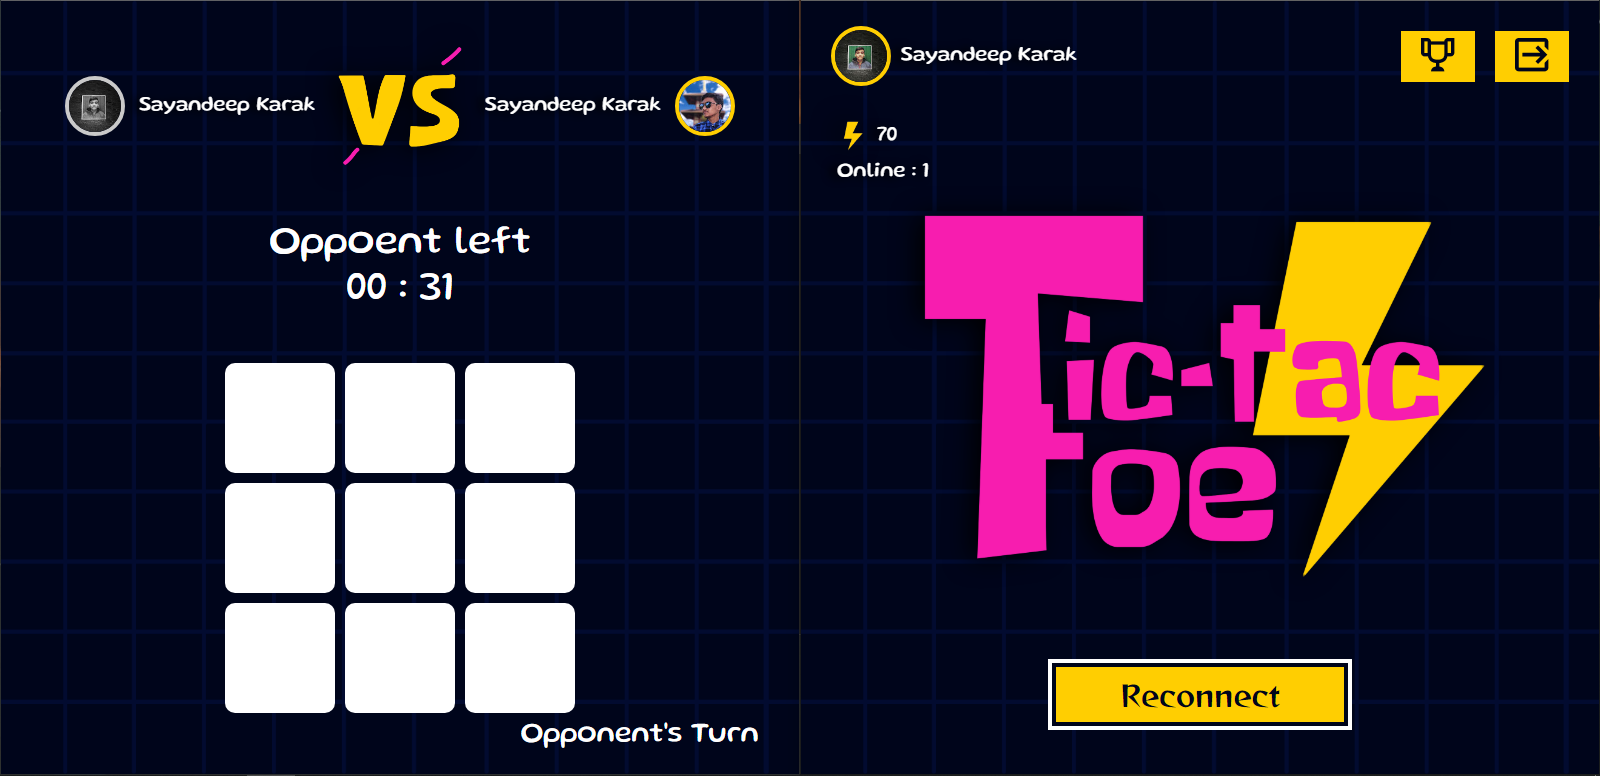 Sayandeep Karak
VS
Sayandeep Karak
Oppoent left
00 : 31
Opponent's Turn
Sayandeep Karak
70
Online : 1
Tic-tac
Toe
Reconnect